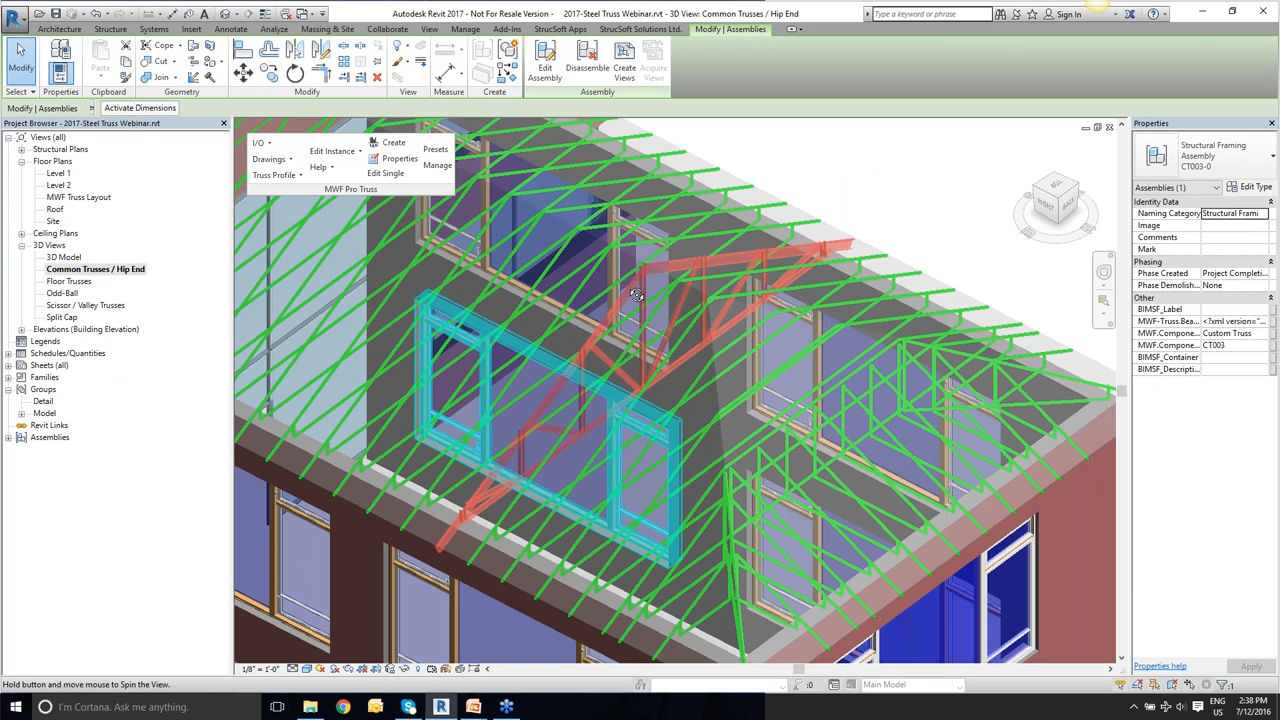 Autodesk Revit 2017 - Not For Resale Version - 2017-Steel Truss Webinar.rvt - 3D View: Common Trusses / Hip End
Type a keyword or phrase
Sign In
Architecture Structure Systems Insert Annotate Analyze Massing & Site Collaborate View Manage Add-Ins StrucSoft Apps StrucSoft Solutions Ltd. Modify | Assemblies
Modify
Paste
Cope
Cut
Join
Edit Assembly
Disassemble
Create Views
Acquire Views
Select Properties Clipboard Geometry Modify View Measure Create Assembly
Modify | Assemblies
Activate Dimensions
Project Browser - 2017-Steel Truss Webinar.rvt
Views (all)
Structural Plans
Floor Plans
Level 1
Level 2
MWF Truss Layout
Roof
Site
Ceiling Plans
3D Views
3D Model
Common Trusses / Hip End
Floor Trusses
Odd-Ball
Scissor / Valley Trusses
Split Cap
Elevations (Building Elevation)
Legends
Schedules/Quantities
Sheets (all)
Families
Groups
Detail
Model
Revit Links
Assemblies
I/O
Drawings
Truss Profile
Edit Instance
Help
Create
Properties
Edit Single
Presets
Manage
MWF Pro Truss
RIGHT
BACK
Properties
Structural Framing
Assembly
CT003-0
Assemblies (1)
Edit Type
Identity Data
Naming Category Structural Frami
Image
Comments
Mark
Phasing
Phase Created Project Completi...
Phase Demolish... None
Other
BIMSF_Label
MWF-Truss.Bea... <?xml version="...
MWF.Compone... Custom Truss
MWF.Compone... CT003
BIMSF_Container
BIMSF_Descripti...
Properties help
Apply
1/8" = 1'-0"
Hold button and move mouse to Spin the View.
:0
Main Model
:1
I'm Cortana. Ask me anything.
ENG
US
2:38 PM
7/12/2016